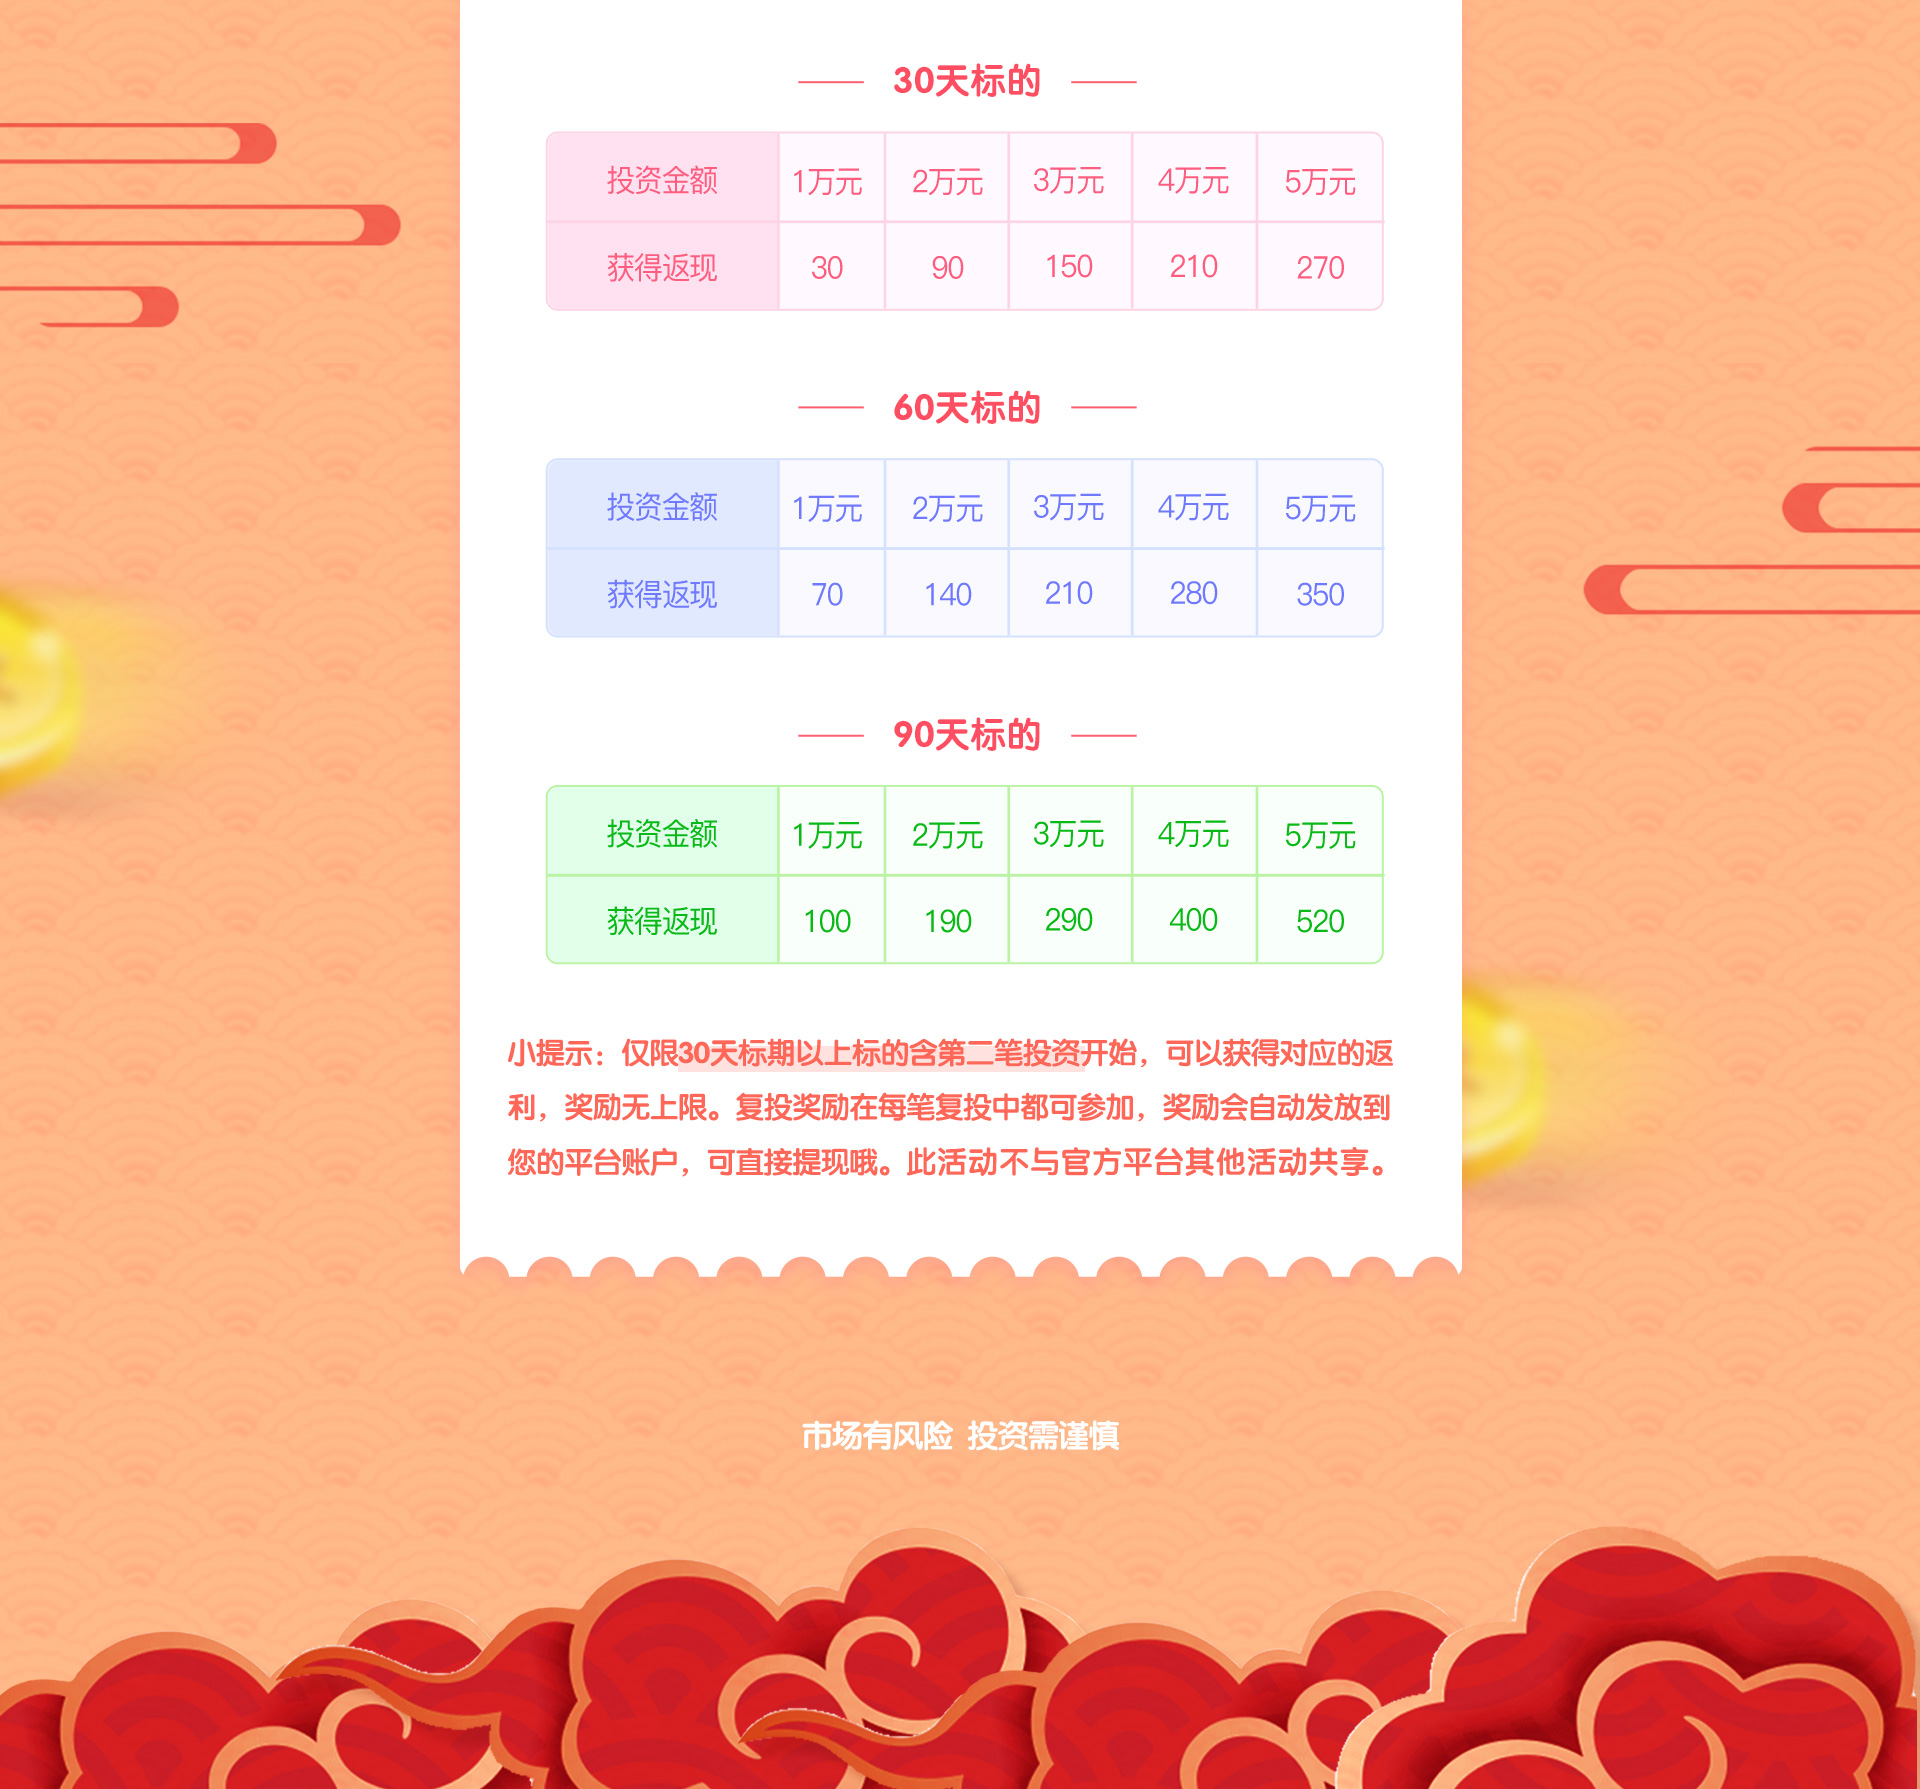 30天标的
投资金额 1万元 2万元 3万元 4万元 5万元
获得返现 30 90 150 210 270
60天标的
投资金额 1万元 2万元 3万元 4万元 5万元
获得返现 70 140 210 280 350
90天标的
投资金额 1万元 2万元 3万元 4万元 5万元
获得返现 100 190 290 400 520
小提示：仅限30天标期以上标的含第二笔投资开始，可以获得对应的返
利，奖励无上限。复投奖励在每笔复投中都可参加，奖励会自动发放到
您的平台账户，可直接提现哦。此活动不与官方平台其他活动共享。
市场有风险 投资需谨慎